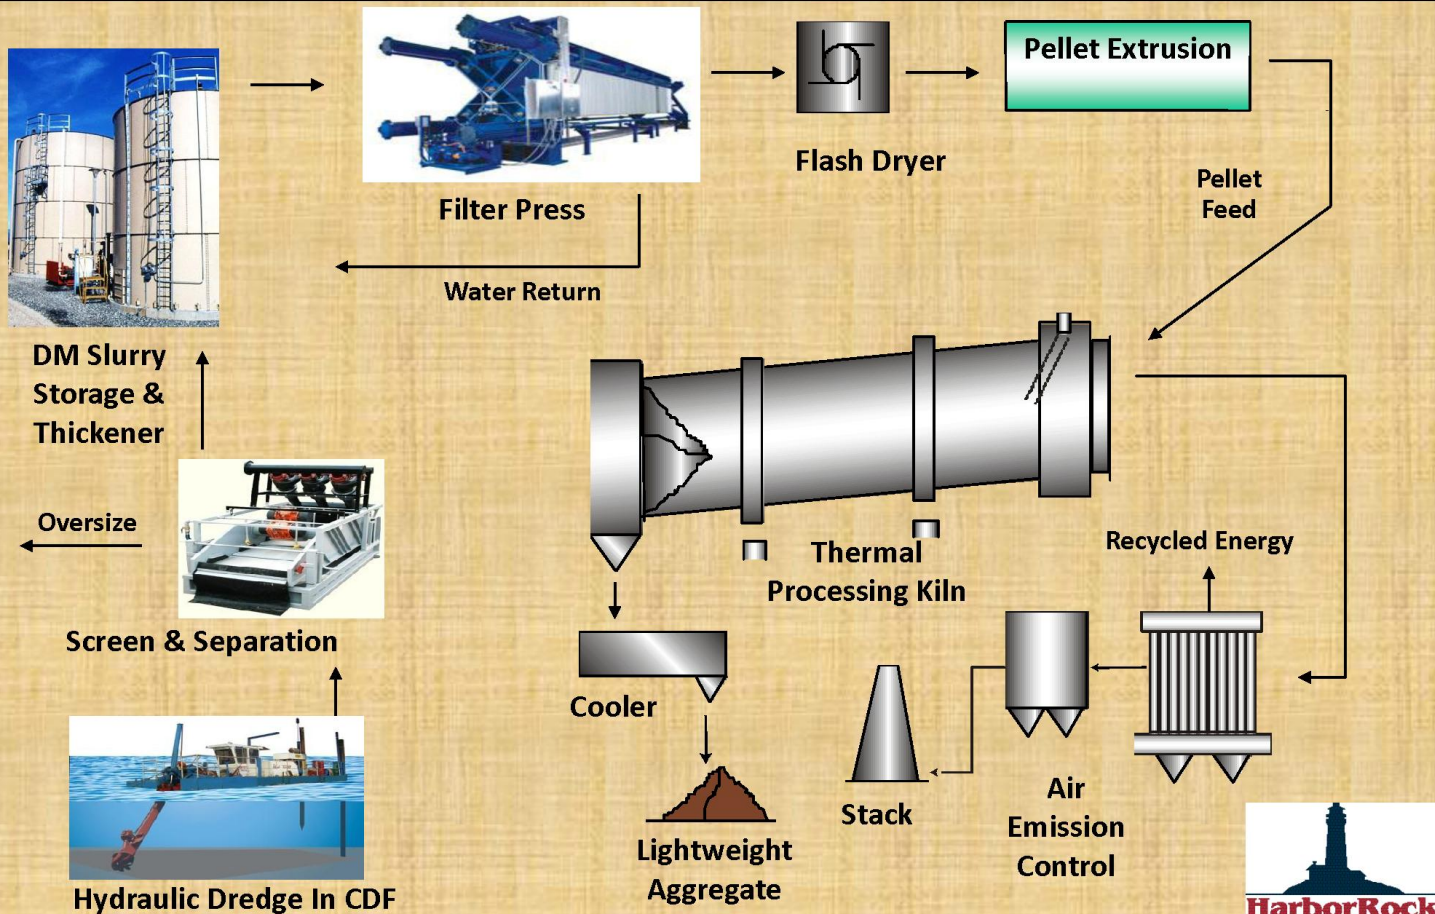 Pellet Extrusion
Flash Dryer
Filter Press
Pellet
Feed
Water Return
DM Slurry
Storage &
Thickener
Oversize
Screen & Separation
Hydraulic Dredge In CDF
Thermal
Processing Kiln
Recycled Energy
Cooler
Lightweight
Aggregate
Stack
Air
Emission
Control
HarborRock